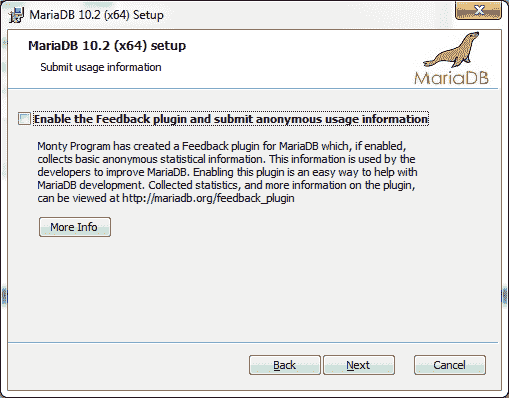 MariaDB 10.2 (x64) Setup
MariaDB 10.2 (x64) setup
Submit usage information
MariaDB
Enable the Feedback plugin and submit anonymous usage information
Monty Program has created a Feedback plugin for MariaDB which, if enabled,
collects basic anonymous statistical information. This information is used by the
developers to improve MariaDB. Enabling this plugin is an easy way to help with
MariaDB development. Collected statistics, and more information on the plugin,
can be viewed at http://mariadb.org/feedback_plugin
More Info
Back Next Cancel